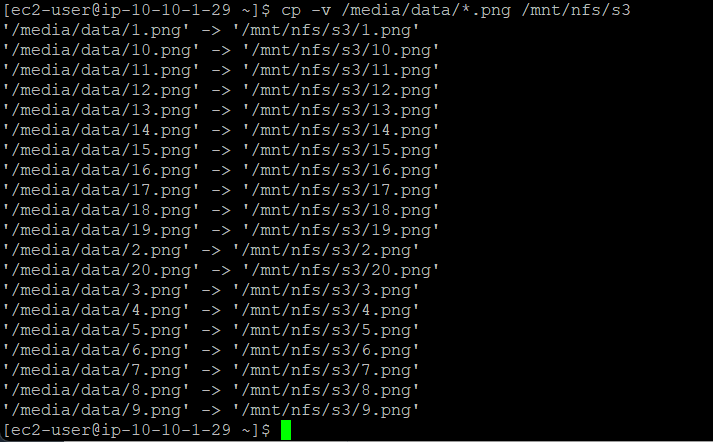 [ec2-user@ip-10-10-1-29 ~]$ cp -v /media/data/*.png /mnt/nfs/s3
'/media/data/1.png' -> '/mnt/nfs/s3/1.png'
'/media/data/10.png' -> '/mnt/nfs/s3/10.png'
'/media/data/11.png' -> '/mnt/nfs/s3/11.png'
'/media/data/12.png' -> '/mnt/nfs/s3/12.png'
'/media/data/13.png' -> '/mnt/nfs/s3/13.png'
'/media/data/14.png' -> '/mnt/nfs/s3/14.png'
'/media/data/15.png' -> '/mnt/nfs/s3/15.png'
'/media/data/16.png' -> '/mnt/nfs/s3/16.png'
'/media/data/17.png' -> '/mnt/nfs/s3/17.png'
'/media/data/18.png' -> '/mnt/nfs/s3/18.png'
'/media/data/19.png' -> '/mnt/nfs/s3/19.png'
'/media/data/2.png' -> '/mnt/nfs/s3/2.png'
'/media/data/20.png' -> '/mnt/nfs/s3/20.png'
'/media/data/3.png' -> '/mnt/nfs/s3/3.png'
'/media/data/4.png' -> '/mnt/nfs/s3/4.png'
'/media/data/5.png' -> '/mnt/nfs/s3/5.png'
'/media/data/6.png' -> '/mnt/nfs/s3/6.png'
'/media/data/7.png' -> '/mnt/nfs/s3/7.png'
'/media/data/8.png' -> '/mnt/nfs/s3/8.png'
'/media/data/9.png' -> '/mnt/nfs/s3/9.png'
[ec2-user@ip-10-10-1-29 ~]$